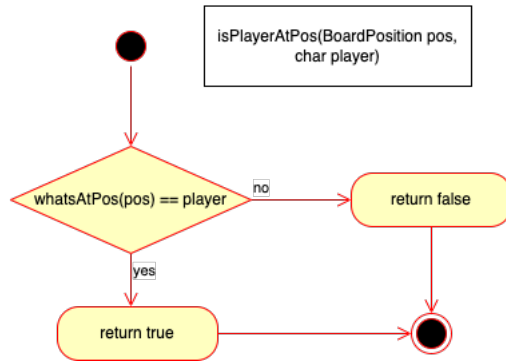 isPlayerAtPos(BoardPosition pos,
char player)
whatsAtPos(pos) == player
no
return false
yes
return true